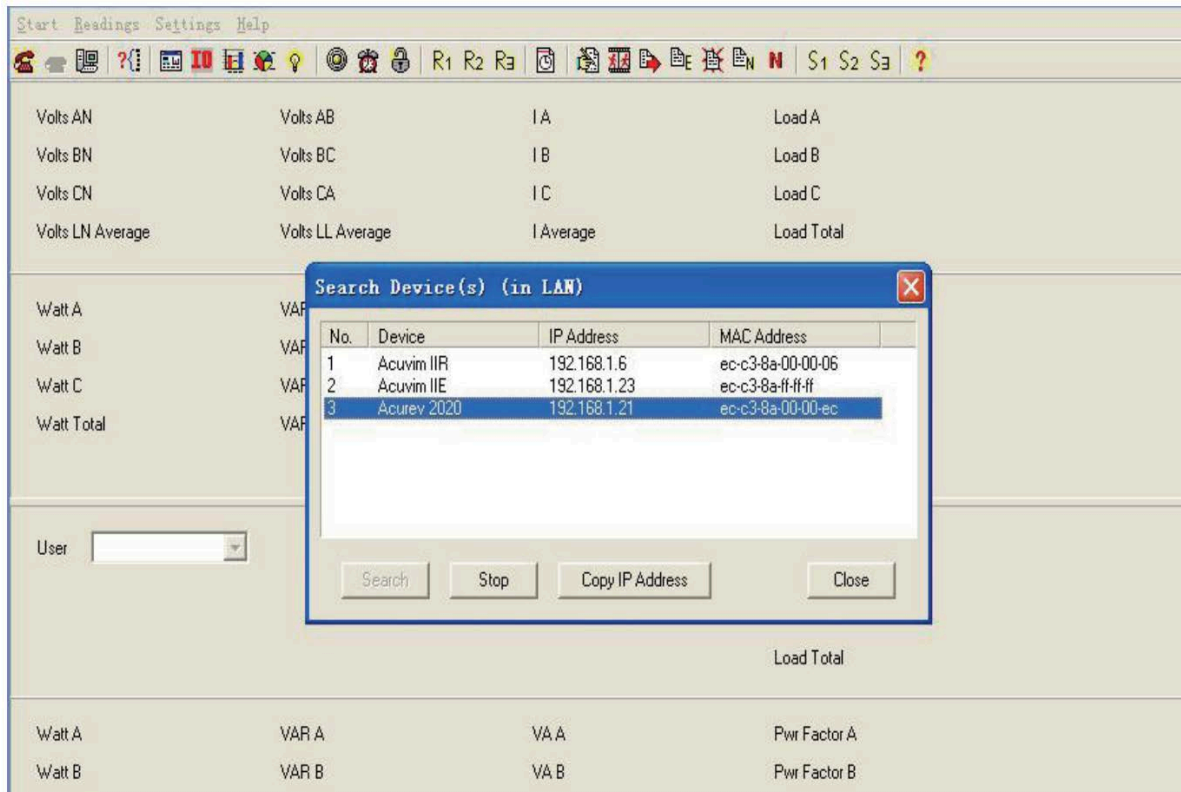 Start Readings Settings Help
?{ IO R1 R2 R3 E N N S1 S2 S3 ?
Volts AN Volts AB I A Load A
Volts BN Volts BC I B Load B
Volts CN Volts CA I C Load C
Volts LN Average Volts LL Average I Average Load Total
Search Device(s) (in LAN)
No. Device IP Address MAC Address
1 Acuvim IIR 192.168.1.6 ec-c3-8a-00-00-06
2 Acuvim IIE 192.168.1.23 ec-c3-8a-ff-ff-ff
3 Acurev 2020 192.168.1.21 ec-c3-8a-00-00-ec
Search Stop Copy IP Address Close
Watt A VAR
Watt B VAR
Watt C VAR
Watt Total VAR
User
Load Total
Watt A VAR A VA A Pwr Factor A
Watt B VAR B VA B Pwr Factor B